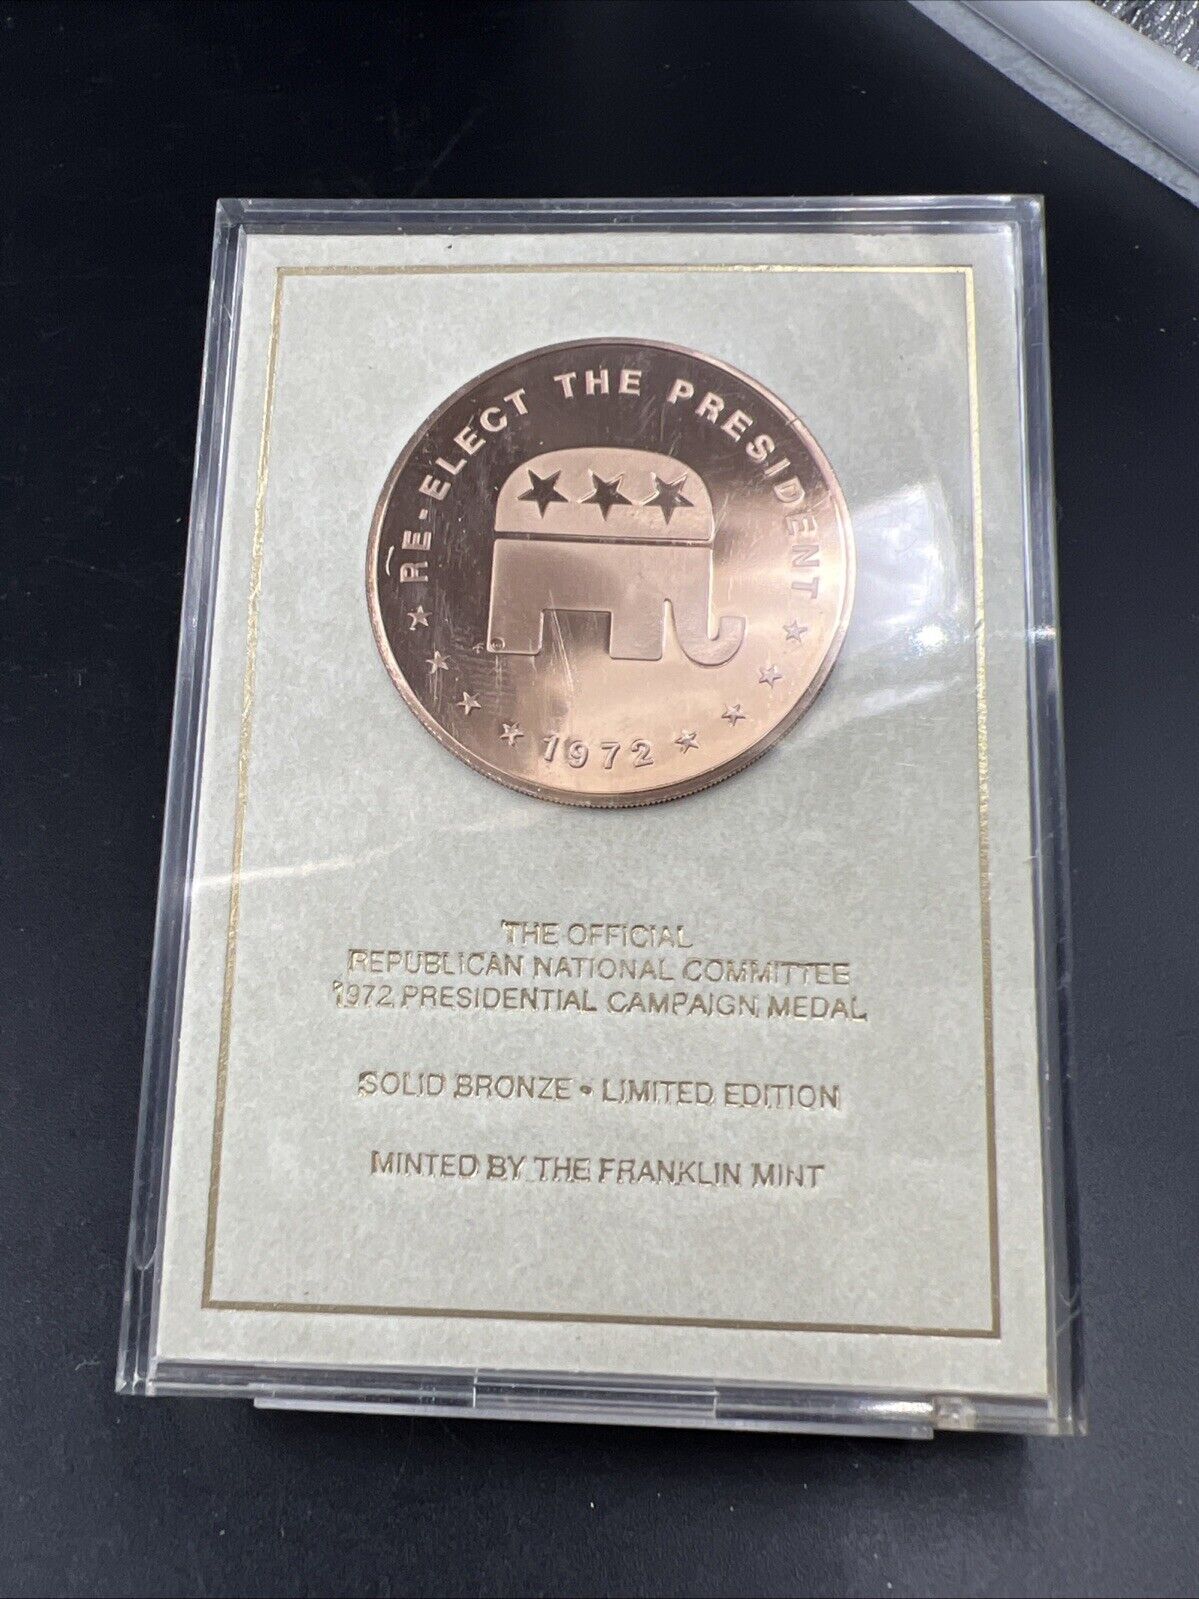 RE-ELECT THE PRESIDENT
1972
THE OFFICIAL
REPUBLICAN NATIONAL COMMITTEE
1972 PRESIDENTIAL CAMPAIGN MEDAL
SOLID BRONZE • LIMITED EDITION
MINTED BY THE FRANKLIN MINT